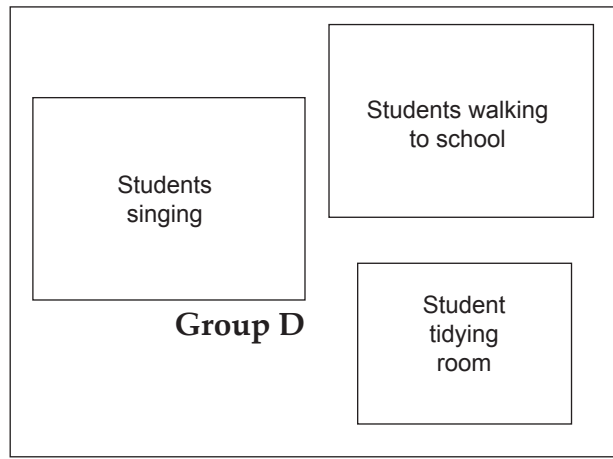 Students walking
to school
Students
singing
Group D
Student
tidying
room